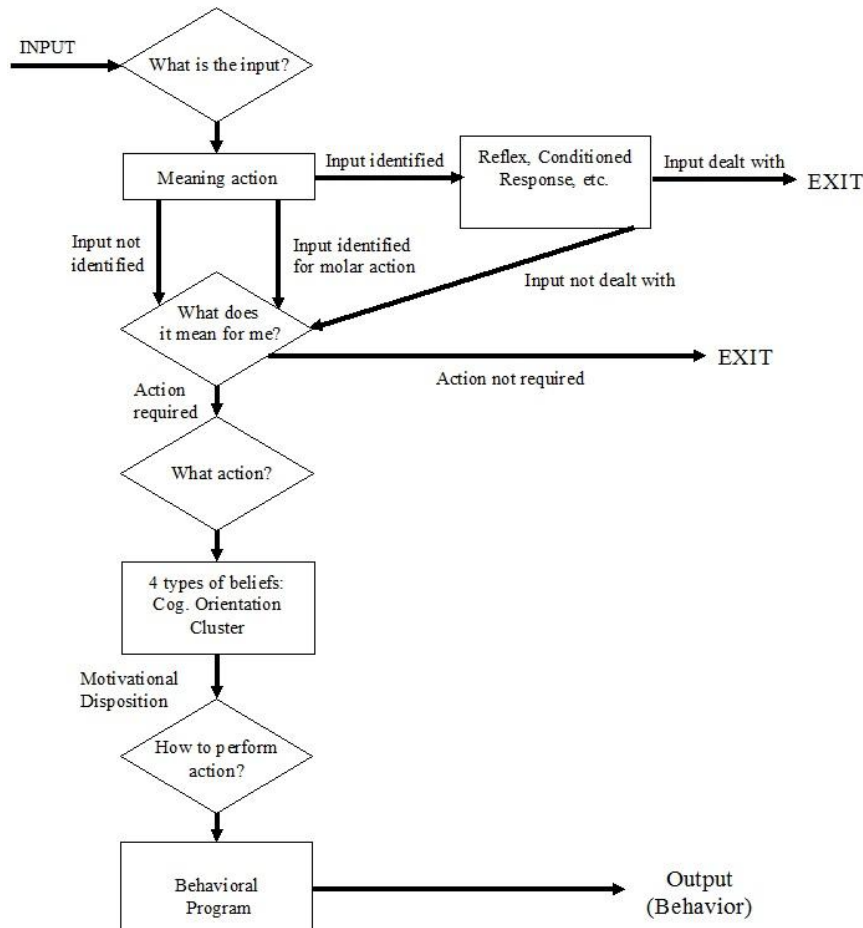 INPUT
What is the input?
Meaning action
Input identified
Reflex, Conditioned
Response, etc.
Input dealt with
EXIT
Input not
identified
Input identified
for molar action
Input not dealt with
What does
it mean for me?
Action not required
EXIT
Action
required
What action?
4 types of beliefs:
Cog. Orientation
Cluster
Motivational
Disposition
How to perform
action?
Behavioral
Program
Output
(Behavior)